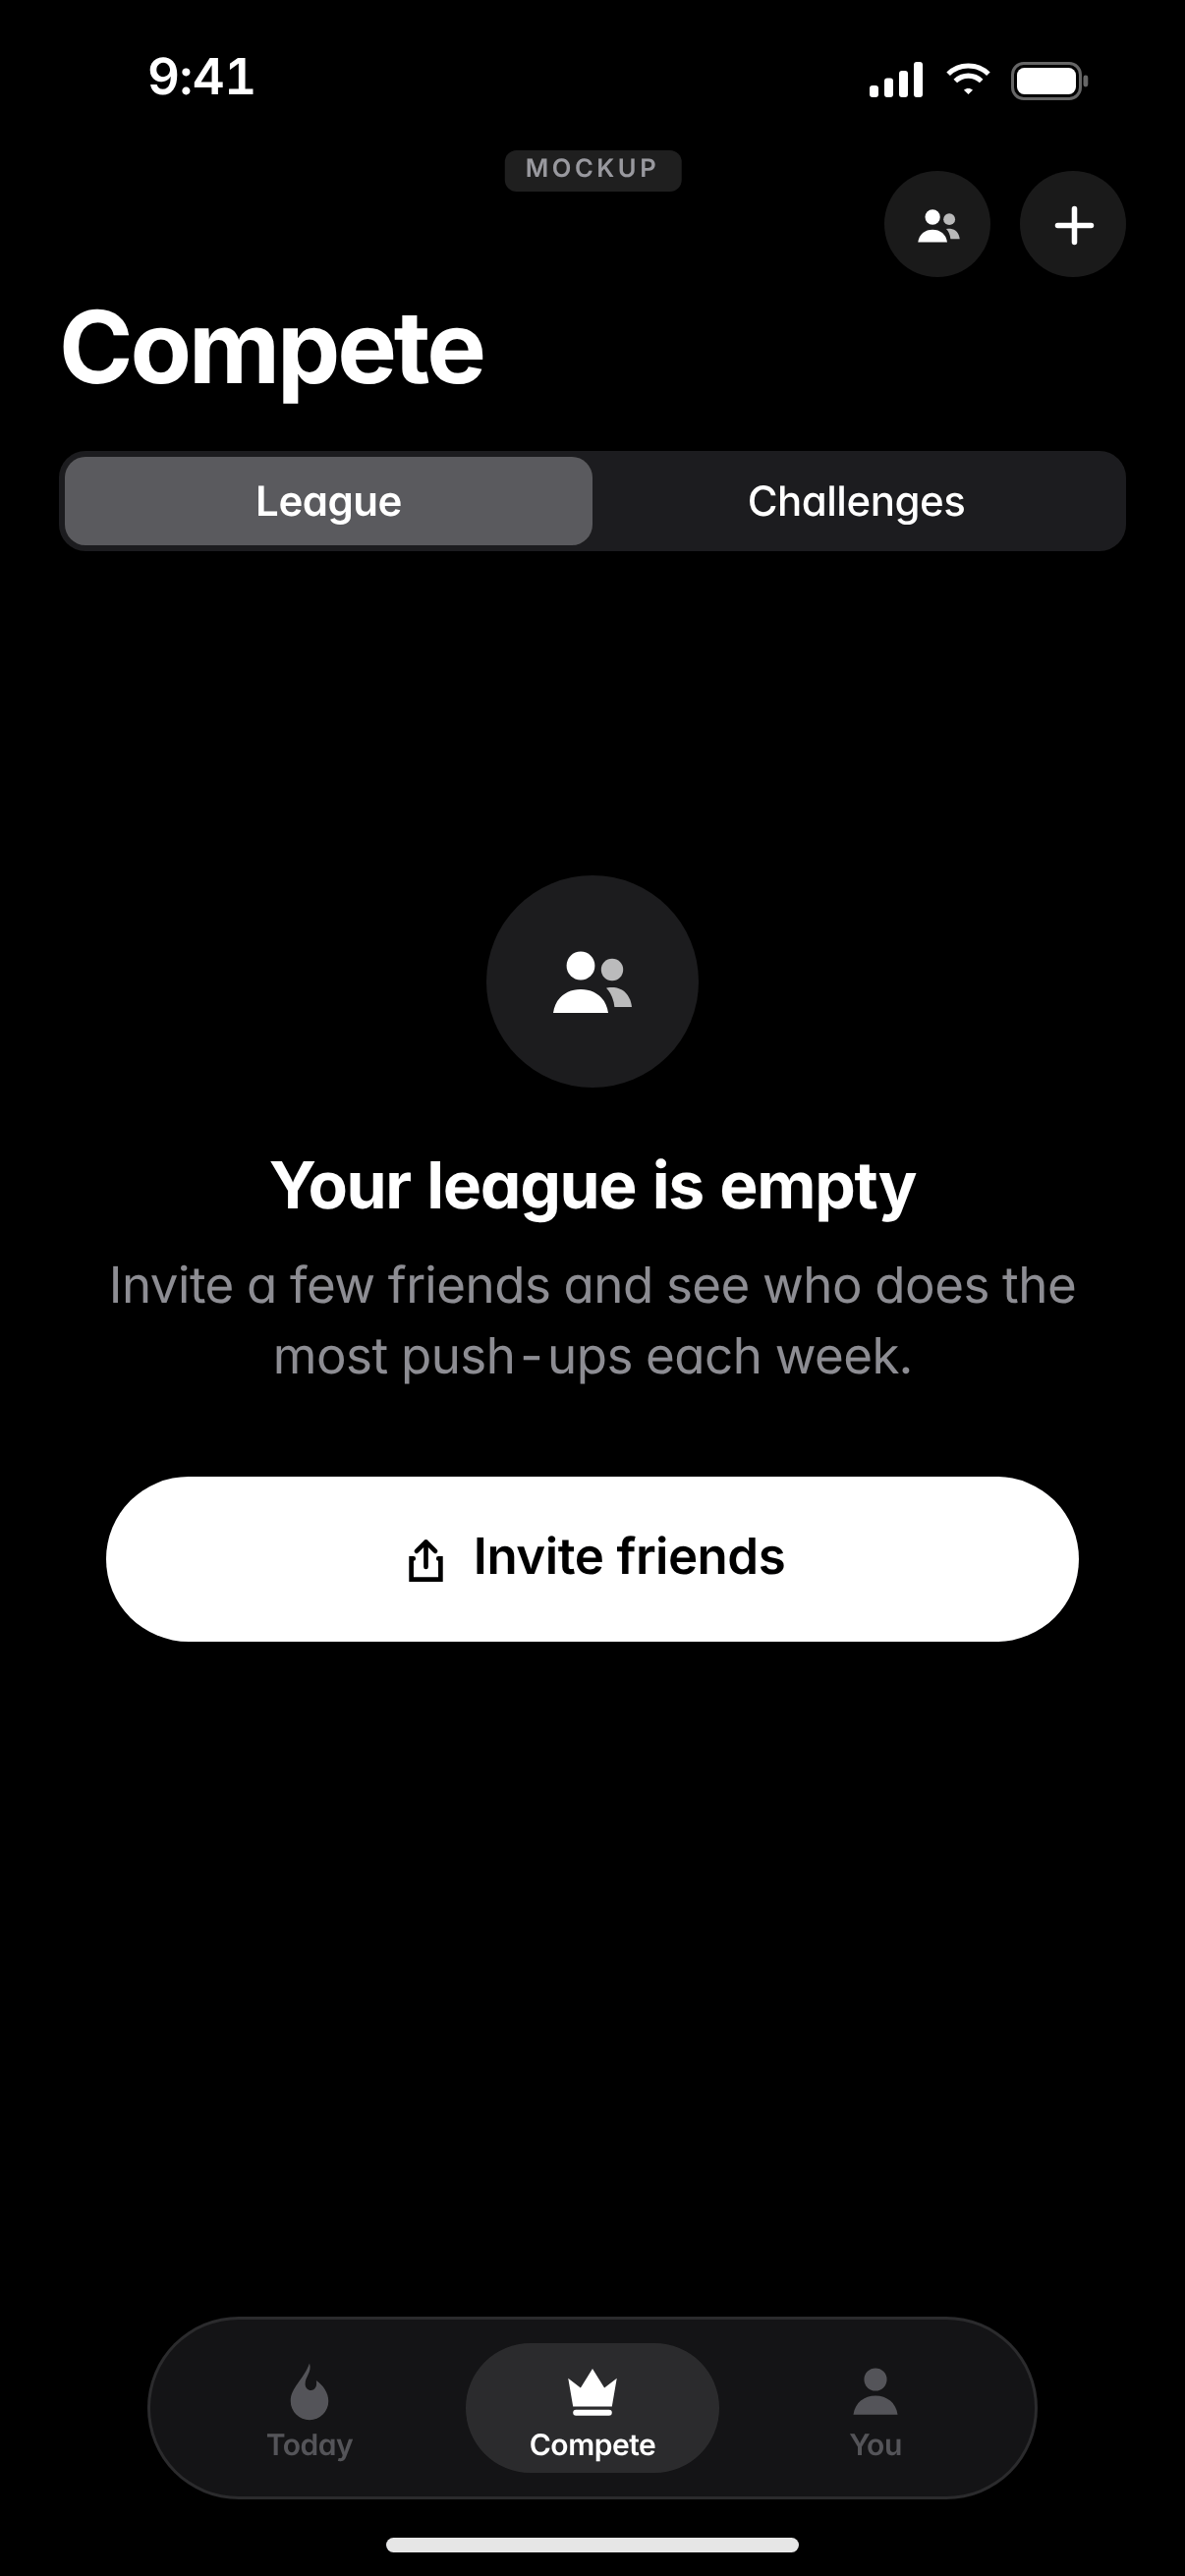 9:41
MOCKUP
Compete
League
Challenges
Your league is empty
Invite a few friends and see who does the
most push-ups each week.
Invite friends
Today
Compete
You